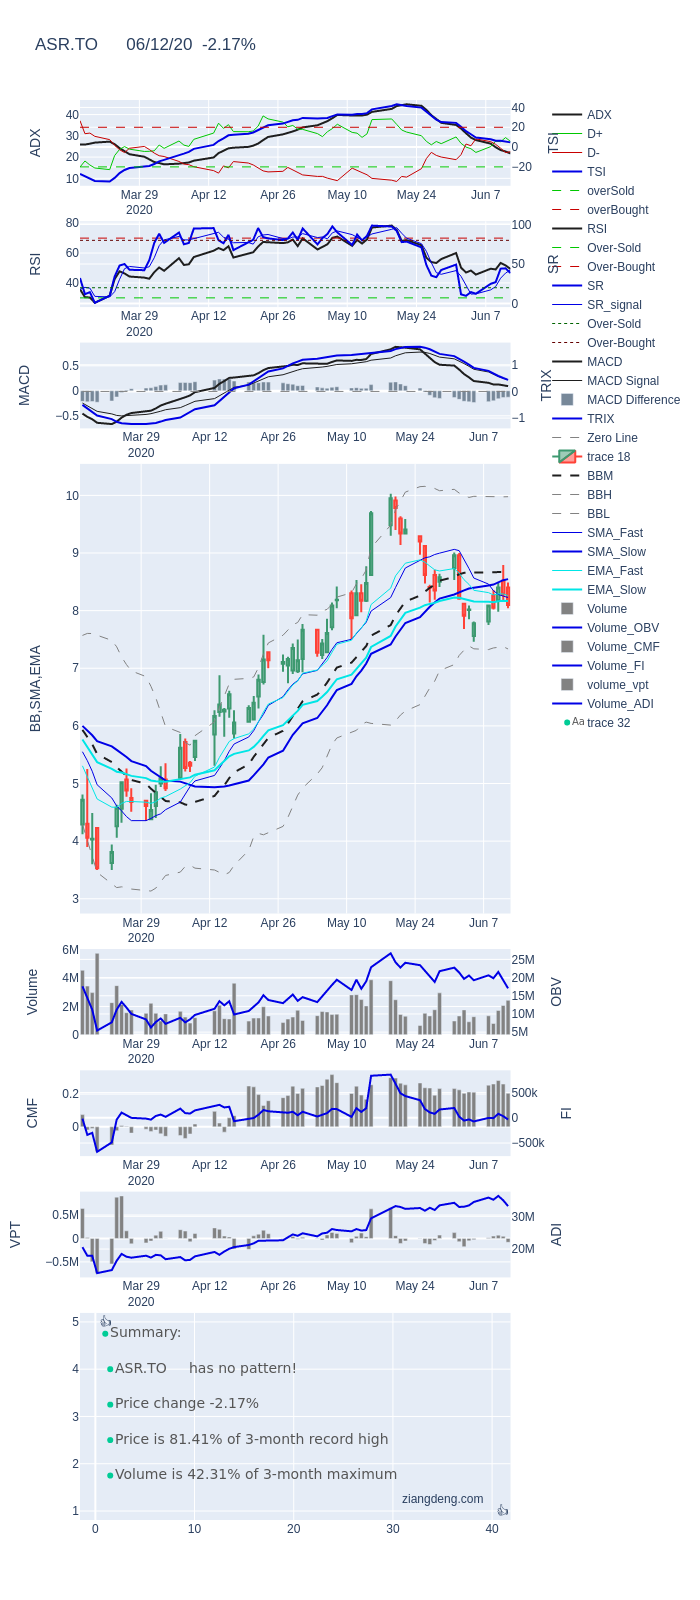 ASR.TO 06/12/20 -2.17%
40
30
20
10
ADX
40
20
0
−20
TSI
Mar 29
2020
Apr 12
Apr 26
May 10
May 24
Jun 7
80
60
40
RSI
100
50
0
SR
Mar 29
2020
Apr 12
Apr 26
May 10
May 24
Jun 7
0.5
0
−0.5
MACD
1
0
−1
TRIX
Mar 29
2020
Apr 12
Apr 26
May 10
May 24
Jun 7
10
9
8
7
6
5
4
3
BB,SMA,EMA
Mar 29
2020
Apr 12
Apr 26
May 10
May 24
Jun 7
6M
4M
2M
0
Volume
25M
20M
15M
10M
5M
OBV
Mar 29
2020
Apr 12
Apr 26
May 10
May 24
Jun 7
0.2
0
CMF
500k
0
−500k
FI
Mar 29
2020
Apr 12
Apr 26
May 10
May 24
Jun 7
0.5M
0
−0.5M
VPT
30M
20M
ADI
Mar 29
2020
Apr 12
Apr 26
May 10
May 24
Jun 7
5
4
3
2
1
👍
Summary:
ASR.TO has no pattern!
Price change -2.17%
Price is 81.41% of 3-month record high
Volume is 42.31% of 3-month maximum
ziangdeng.com
👍
0
10
20
30
40
ADX
D+
D-
TSI
overSold
overBought
RSI
Over-Sold
Over-Bought
SR
SR_signal
Over-Sold
Over-Bought
MACD
MACD Signal
MACD Difference
TRIX
Zero Line
trace 18
BBM
BBH
BBL
SMA_Fast
SMA_Slow
EMA_Fast
EMA_Slow
Volume
Volume_OBV
Volume_CMF
Volume_FI
volume_vpt
Volume_ADI
Aa trace 32